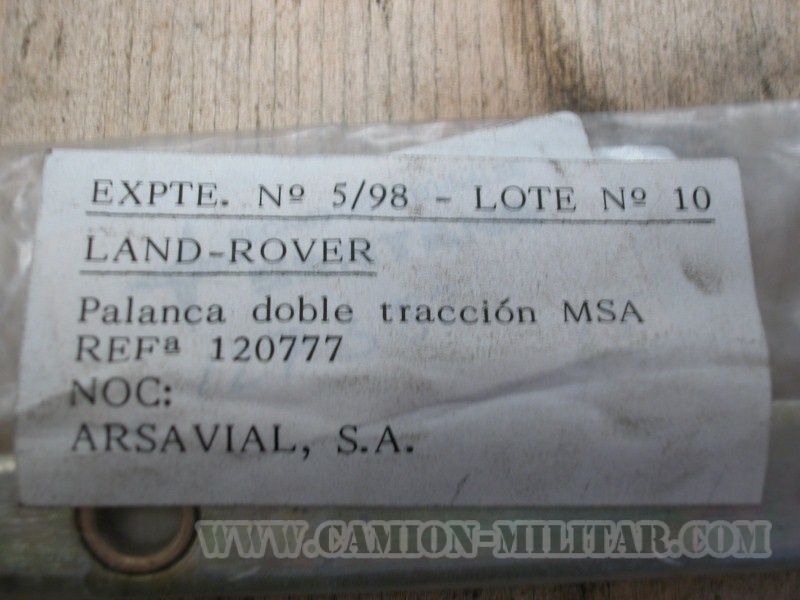 EXPTE. Nº 5/98 - LOTE Nº 10
LAND-ROVER
Palanca doble tracción MSA
REFª 120777
NOC:
ARSAVIAL, S.A.
WWW.CAMION-MILITAR.COM